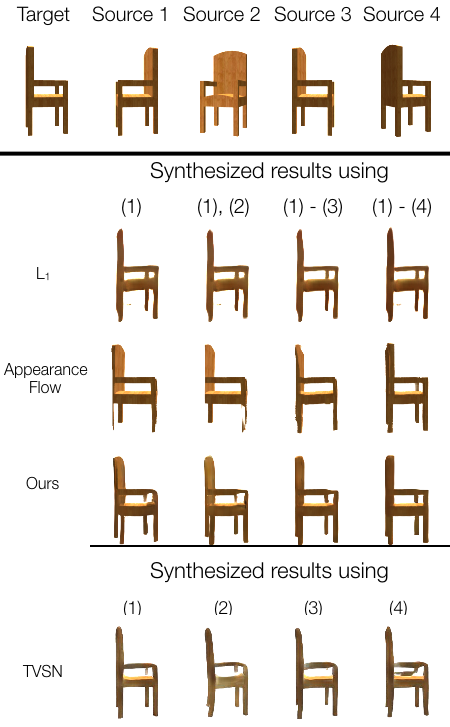 Target Source 1 Source 2 Source 3 Source 4
Synthesized results using
(1) (1), (2) (1) - (3) (1) - (4)
L₁
Appearance
Flow
Ours
Synthesized results using
(1) (2) (3) (4)
TVSN